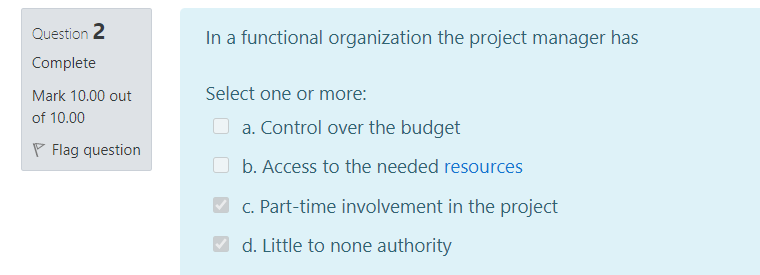 Question 2
Complete
Mark 10.00 out
of 10.00
Flag question
In a functional organization the project manager has
Select one or more:
a. Control over the budget
b. Access to the needed resources
c. Part-time involvement in the project
d. Little to none authority